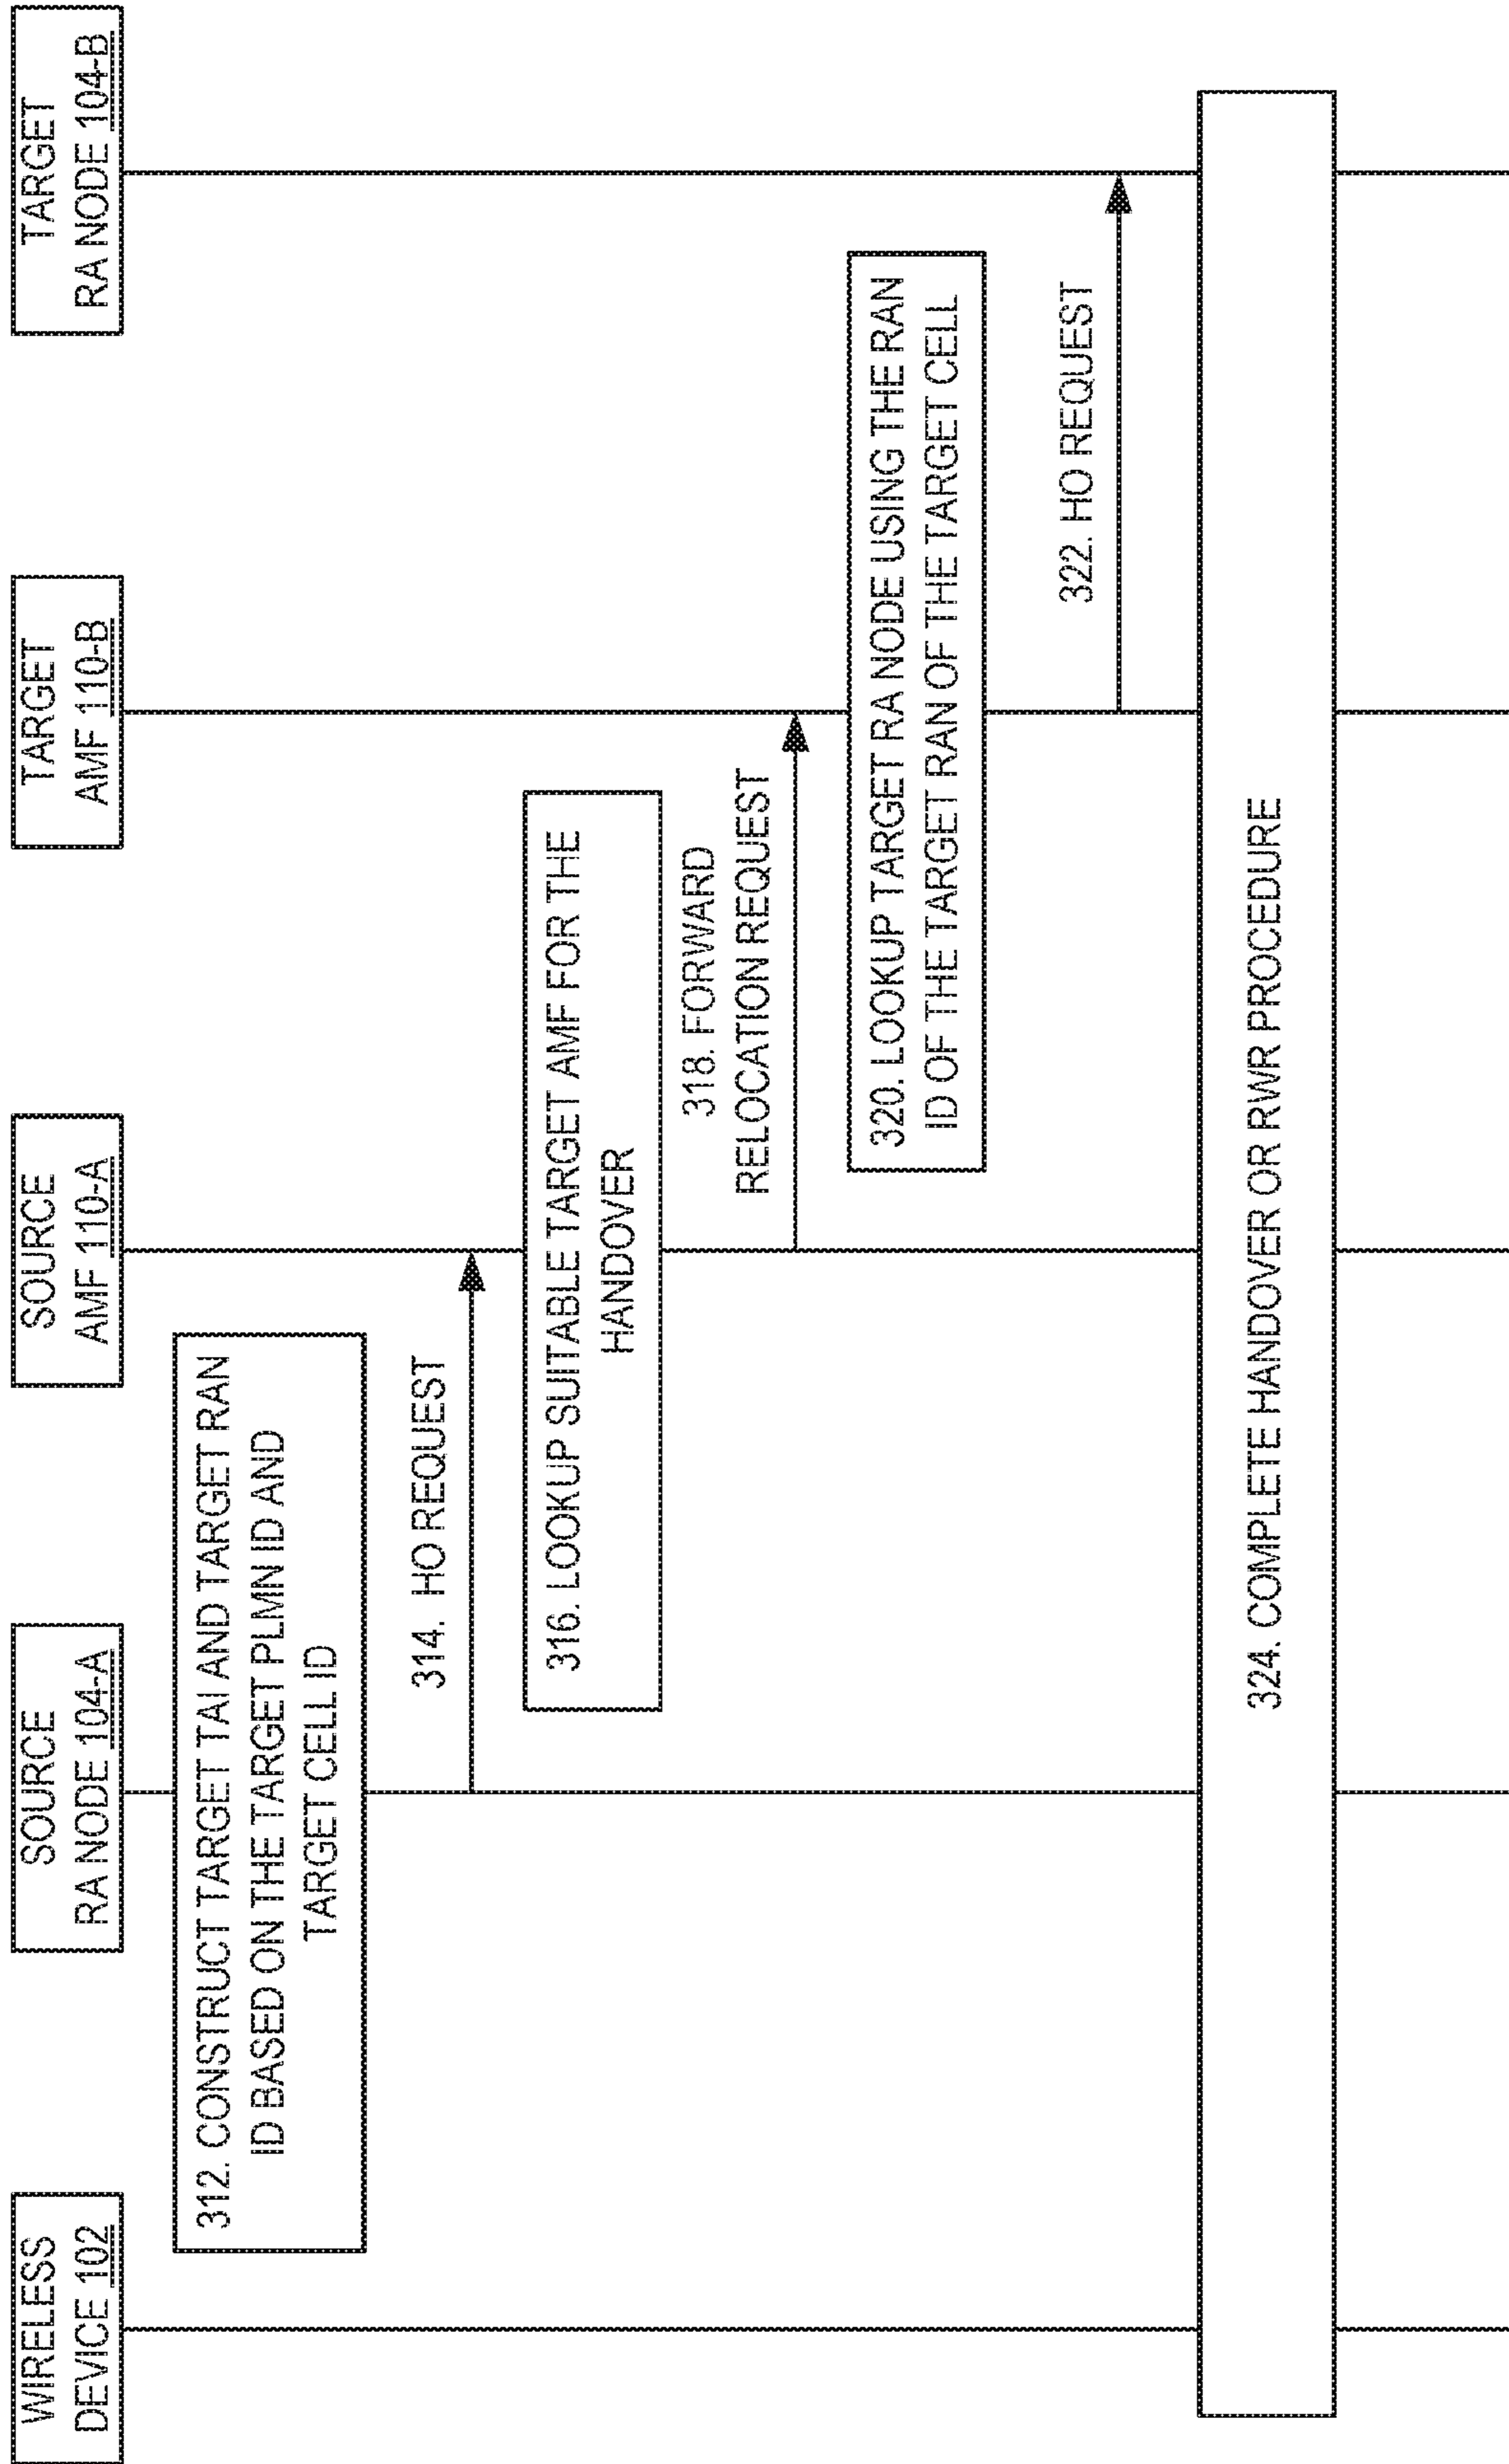 WIRELESS
DEVICE 102
SOURCE
RA NODE 104-A
SOURCE
AMF 110-A
TARGET
AMF 110-B
TARGET
RA NODE 104-B
312. CONSTRUCT TARGET TAI AND TARGET RAN
ID BASED ON THE TARGET PLMN ID AND
TARGET CELL ID
314. HO REQUEST
316. LOOKUP SUITABLE TARGET AMF FOR THE
HANDOVER
318. FORWARD
RELOCATION REQUEST
320. LOOKUP TARGET RA NODE USING THE RAN
ID OF THE TARGET RAN OF THE TARGET CELL
322. HO REQUEST
324. COMPLETE HANDOVER OR RWR PROCEDURE